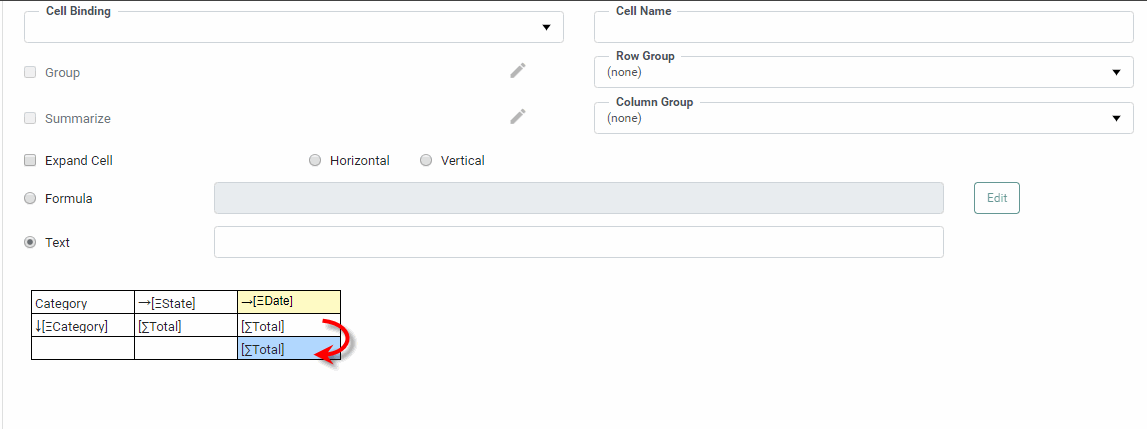 Cell Binding
Cell Name
Group
Row Group
(none)
Summarize
Column Group
(none)
Expand Cell
Horizontal
Vertical
Formula
Edit
Text
Category →[ΞState] →[ΞDate]
↓[ΞCategory] [∑Total] [∑Total]
[∑Total]